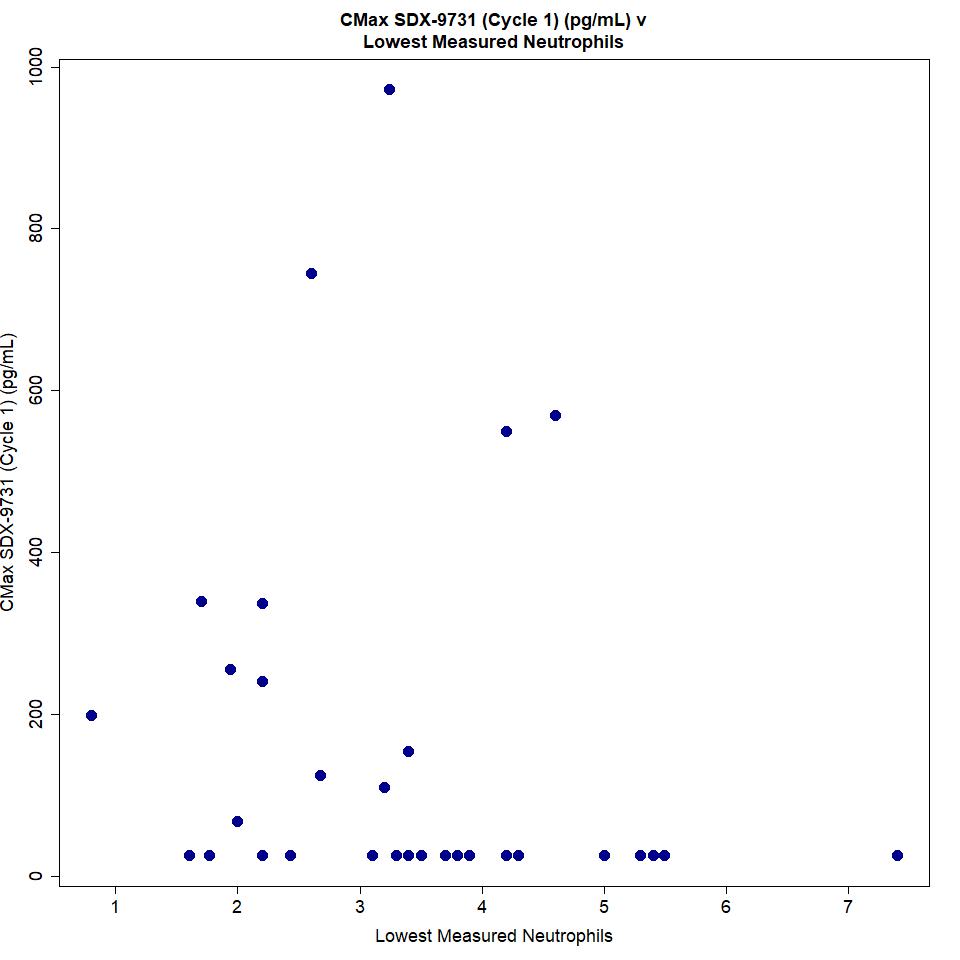 CMax SDX-9731 (Cycle 1) (pg/mL) v
Lowest Measured Neutrophils
CMax SDX-9731 (Cycle 1) (pg/mL)
1000
800
600
400
200
0
1 2 3 4 5 6 7
Lowest Measured Neutrophils